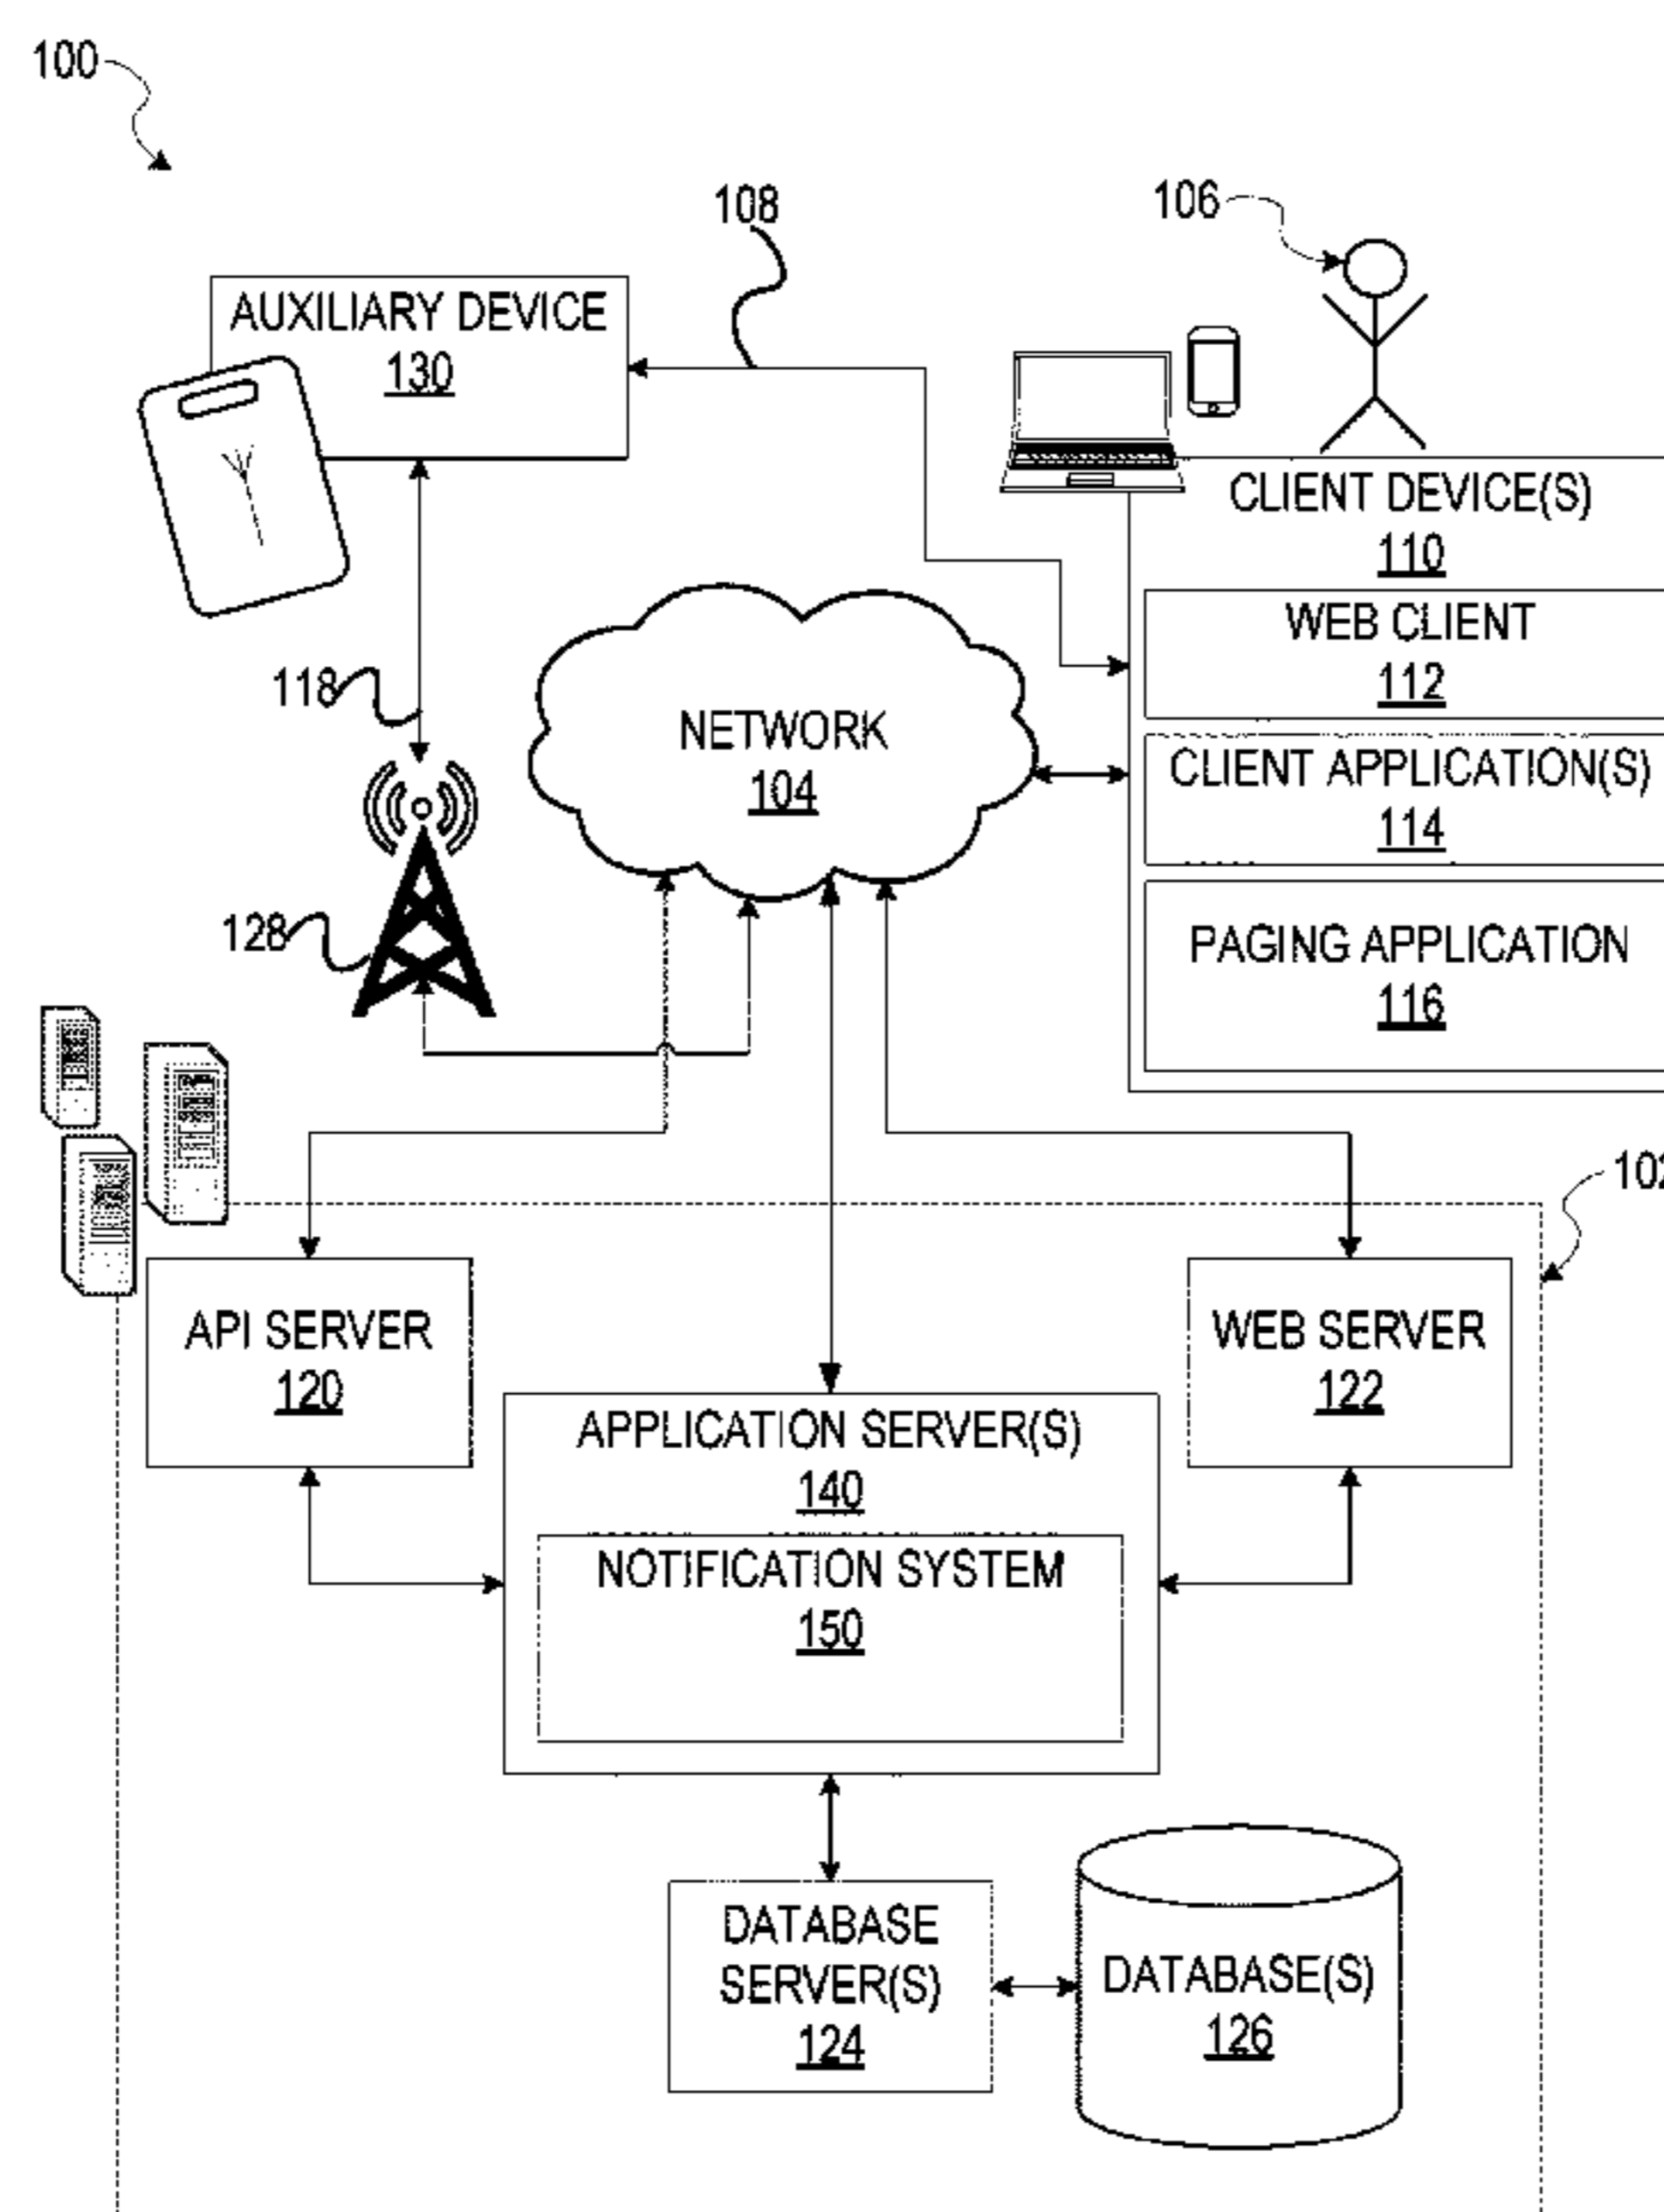 100
108
106
AUXILIARY DEVICE
130
CLIENT DEVICE(S)
110
WEB CLIENT
112
118
NETWORK
104
CLIENT APPLICATION(S)
114
128
PAGING APPLICATION
116
102
API SERVER
120
WEB SERVER
122
APPLICATION SERVER(S)
140
NOTIFICATION SYSTEM
150
DATABASE
SERVER(S)
124
DATABASE(S)
126